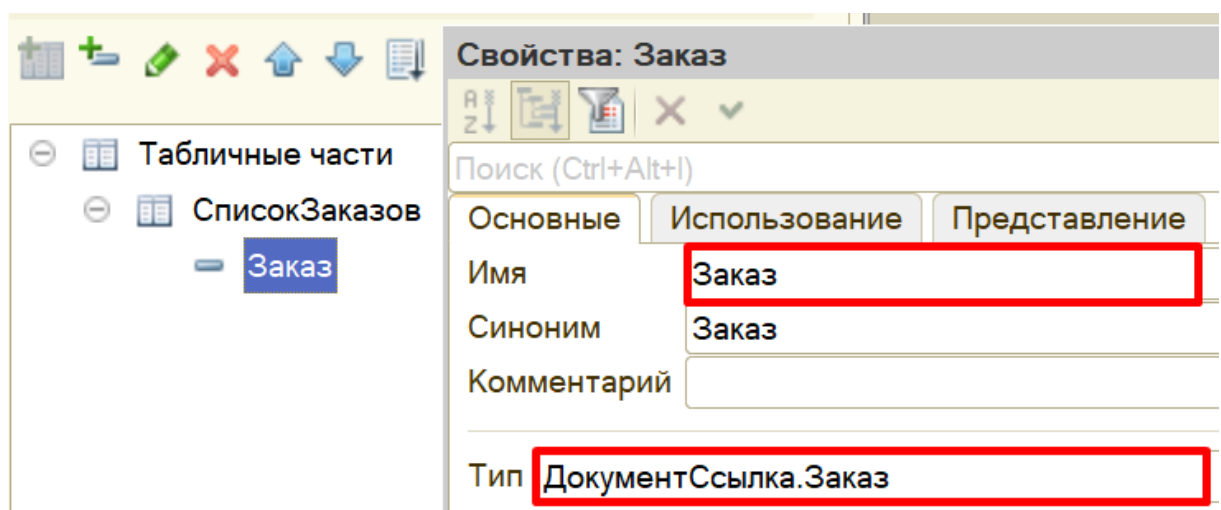 Свойства: Заказ
Поиск (Ctrl+Alt+I)
Табличные части
СписокЗаказов
Заказ
Основные Использование Представление
Имя Заказ
Синоним Заказ
Комментарий
Тип ДокументСсылка.Заказ